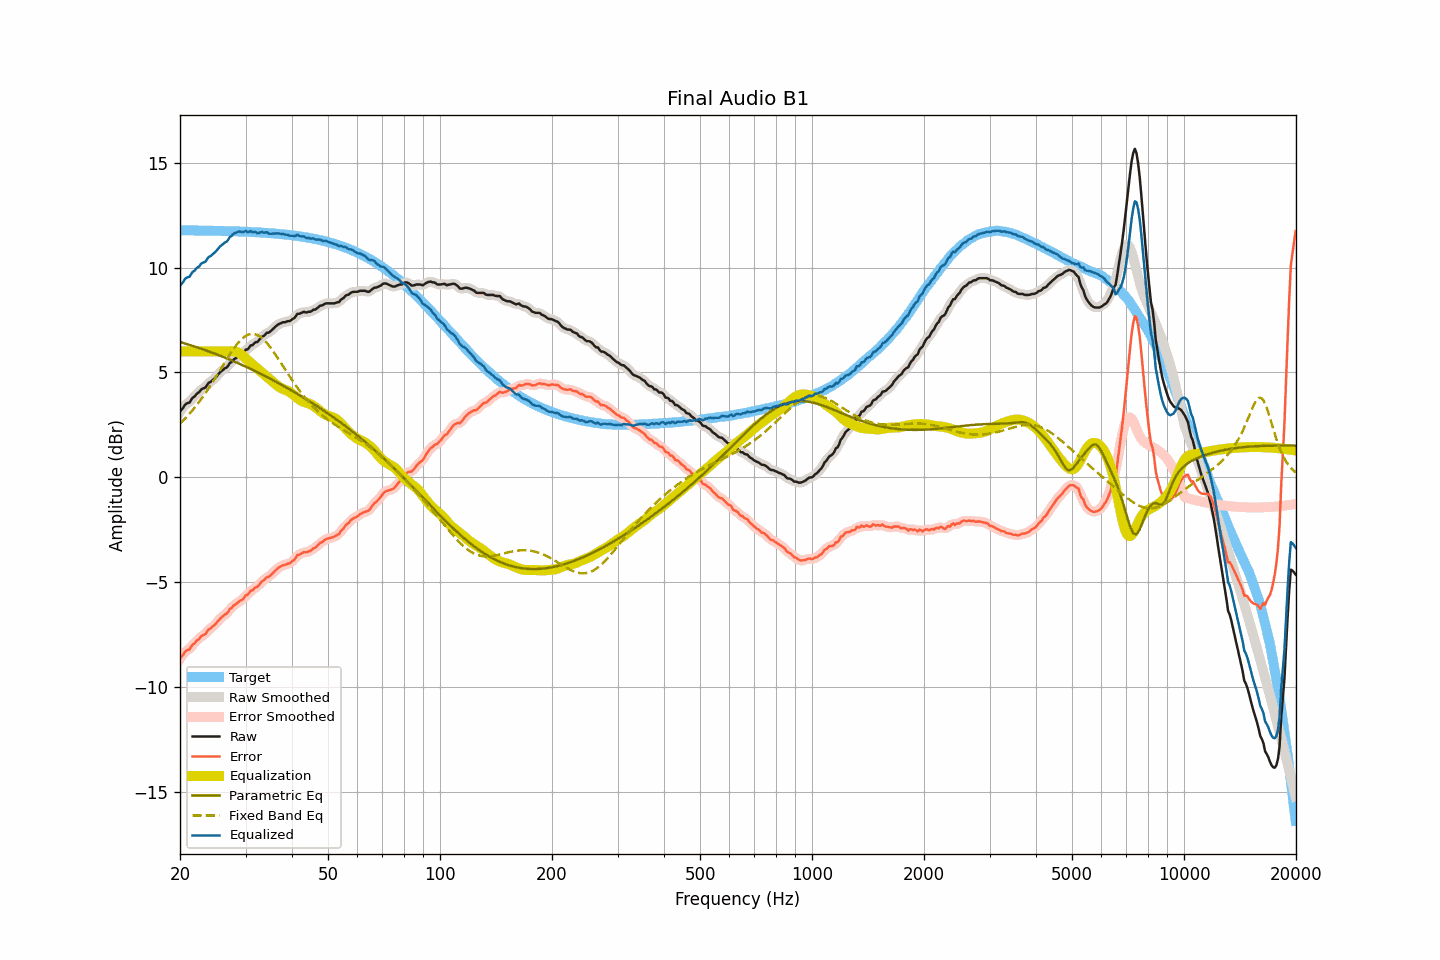 Final Audio B1
Amplitude (dBr)
15
10
5
0
−5
−10
−15
Target
Raw Smoothed
Error Smoothed
Raw
Error
Equalization
Parametric Eq
Fixed Band Eq
Equalized
20 50 100 200 500 1000 2000 5000 10000 20000
Frequency (Hz)